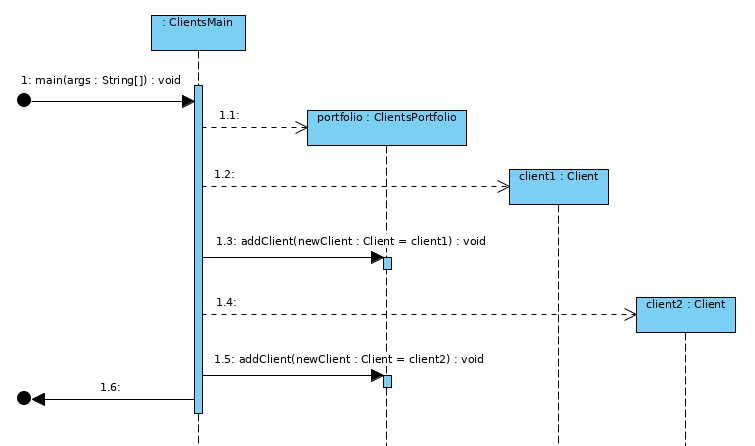 : ClientsMain
1: main(args : String[]) : void
1.1:
portfolio : ClientsPortfolio
1.2:
client1 : Client
1.3: addClient(newClient : Client = client1) : void
1.4:
client2 : Client
1.5: addClient(newClient : Client = client2) : void
1.6: